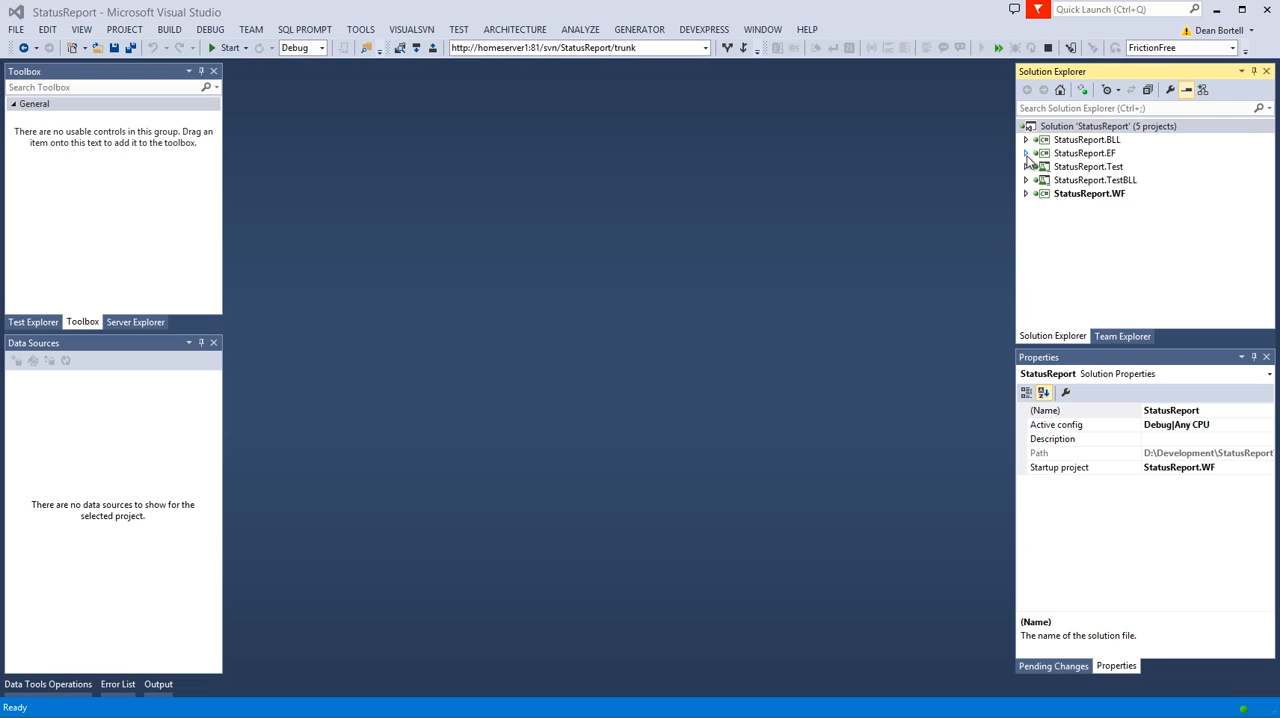 StatusReport - Microsoft Visual Studio
Quick Launch (Ctrl+Q)
FILE EDIT VIEW PROJECT BUILD DEBUG TEAM SQL PROMPT TOOLS VISUALSVN TEST ARCHITECTURE ANALYZE GENERATOR DEVEXPRESS WINDOW HELP
Dean Bortell
Start
Debug
http://homeserver1:81/svn/StatusReport/trunk
FrictionFree
Toolbox
Search Toolbox
General
There are no usable controls in this group. Drag an
item onto this text to add it to the toolbox.
Test Explorer Toolbox Server Explorer
Data Sources
There are no data sources to show for the
selected project.
Data Tools Operations Error List Output
Ready
Solution Explorer
Search Solution Explorer (Ctrl+;)
Solution 'StatusReport' (5 projects)
StatusReport.BLL
StatusReport.EF
StatusReport.Test
StatusReport.TestBLL
StatusReport.WF
Solution Explorer Team Explorer
Properties
StatusReport Solution Properties
(Name) StatusReport
Active config Debug|Any CPU
Description
Path D:\Development\StatusReport
Startup project StatusReport.WF
(Name)
The name of the solution file.
Pending Changes Properties